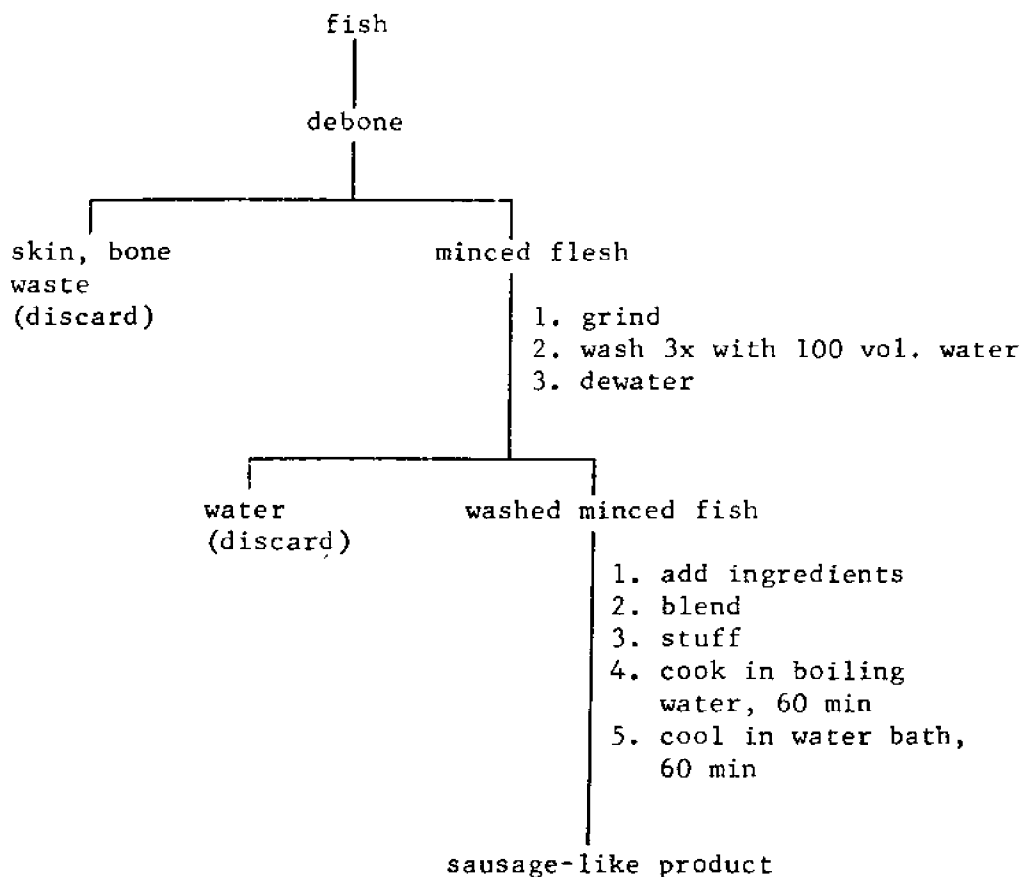 fish
debone
skin, bone
waste
(discard)
minced flesh
1. grind
2. wash 3x with 100 vol. water
3. dewater
water
(discard)
washed minced fish
1. add ingredients
2. blend
3. stuff
4. cook in boiling
water, 60 min
5. cool in water bath,
60 min
sausage-like product